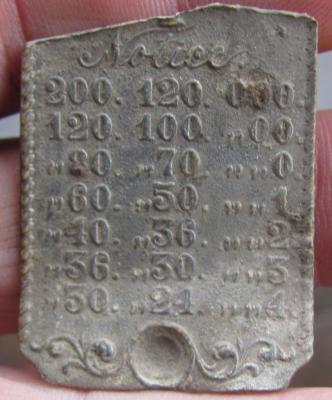 Notice.
200. 120. 000.
120. 100. „00.
„80. „70. „„0.
„60. „50. „„1.
„40. „36. „„2.
„36. „30. „„3
„30. „24. „„4.